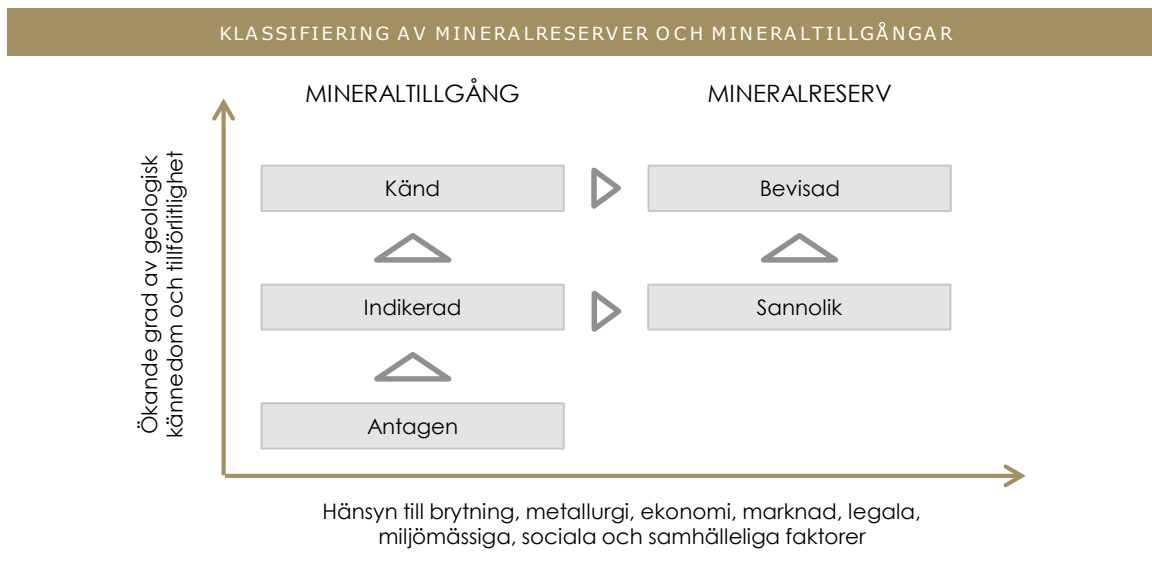 KLASSIFIERING AV MINERALRESERVER OCH MINERALTILLGÅNGAR
MINERALTILLGÅNG
MINERALRESERV
Ökande grad av geologisk
kännedom och tillförlitlighet
Känd
Bevisad
Indikerad
Sannolik
Antagen
Hänsyn till brytning, metallurgi, ekonomi, marknad, legala,
miljömässiga, sociala och samhälleliga faktorer